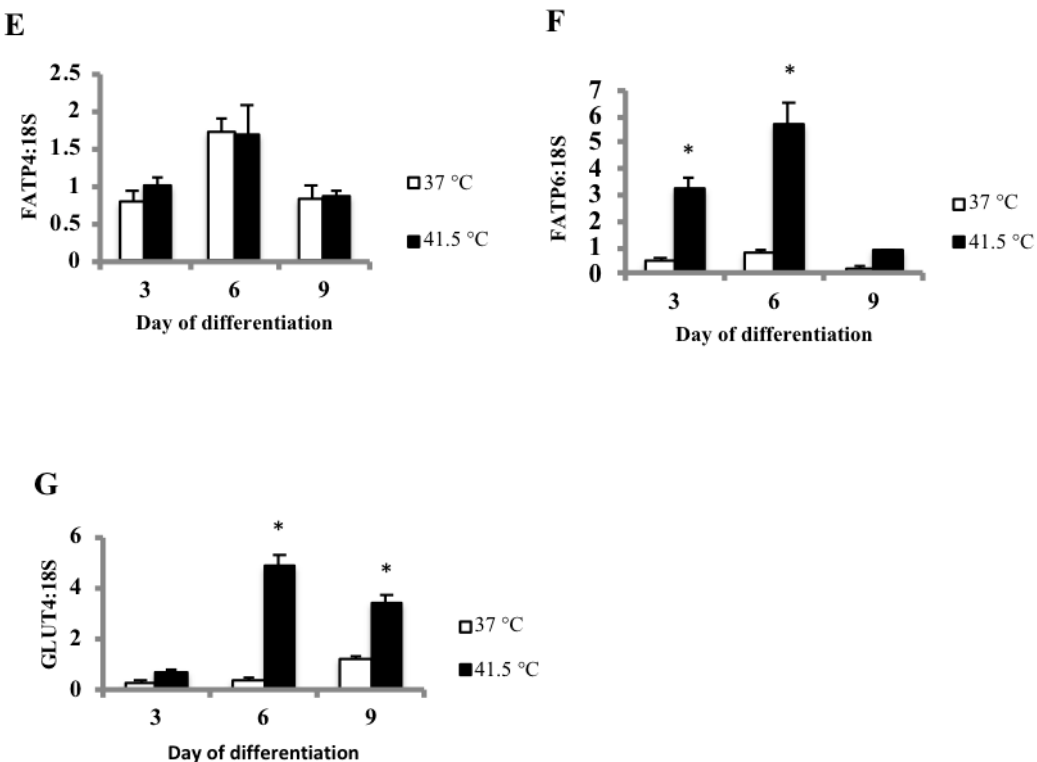 E
FATP4:18S
2.5
2
1.5
1
0.5
0
3 6 9
Day of differentiation
37 °C
41.5 °C
F
FATP6:18S
7
6
5
4
3
2
1
0
*
*
3 6 9
Day of differentiation
37 °C
41.5 °C
G
GLUT4:18S
6
4
2
0
*
*
3 6 9
Day of differentiation
37 °C
41.5 °C